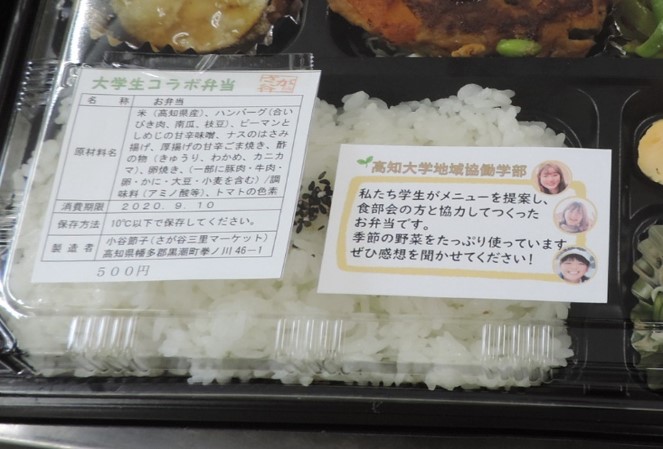 大学生コラボ弁当
名 称 お弁当
原材料名 米（高知県産）、ハンバーグ（合い
びき肉、南瓜、枝豆）、ピーマンと
しめじの甘辛味噌、ナスのはさみ
揚げ、厚揚げの甘辛ごま焼き、酢
の物（きゅうり、わかめ、カニカ
マ）、卵焼き、（一部に豚肉・牛肉・
卵・かに・大豆・小麦を含む）/調
味料（アミノ酸等）、トマトの色素
消費期限 2020. 9. 10
保存方法 10℃以下で保存してください。
製造者 小谷節子（さが谷三里マーケット）
高知県幡多郡黒潮町拳ノ川46－1
500円
高知大学地域協働学部
私たち学生がメニューを提案し、
食部会の方と協力してつくった
お弁当です。
季節の野菜をたっぷり使っています
ぜひ感想を聞かせてください！